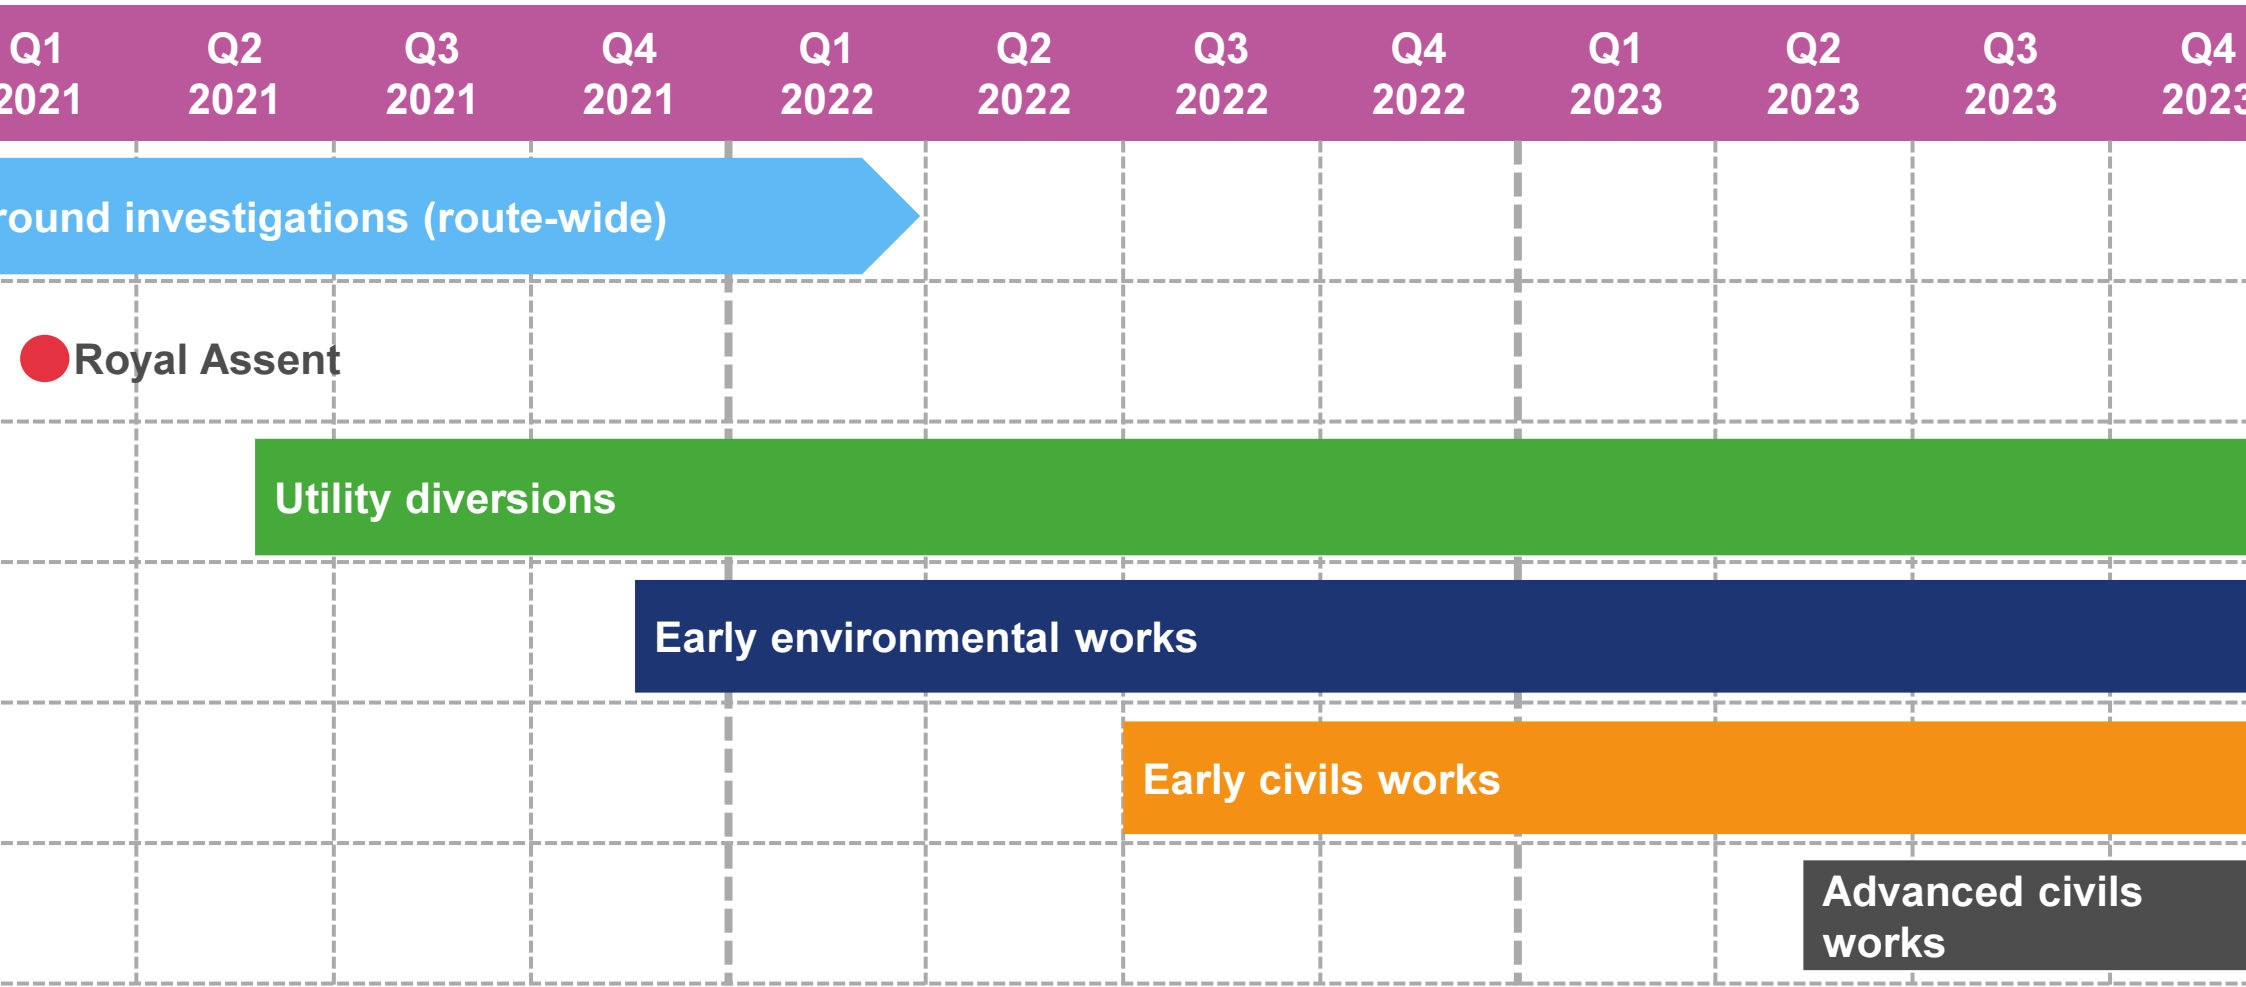 Q1 Q2 Q3 Q4 Q1 Q2 Q3 Q4 Q1 Q2 Q3 Q4
2021 2021 2021 2021 2022 2022 2022 2022 2023 2023 2023 2023
round investigations (route-wide)
Royal Assent
Utility diversions
Early environmental works
Early civils works
Advanced civils
works